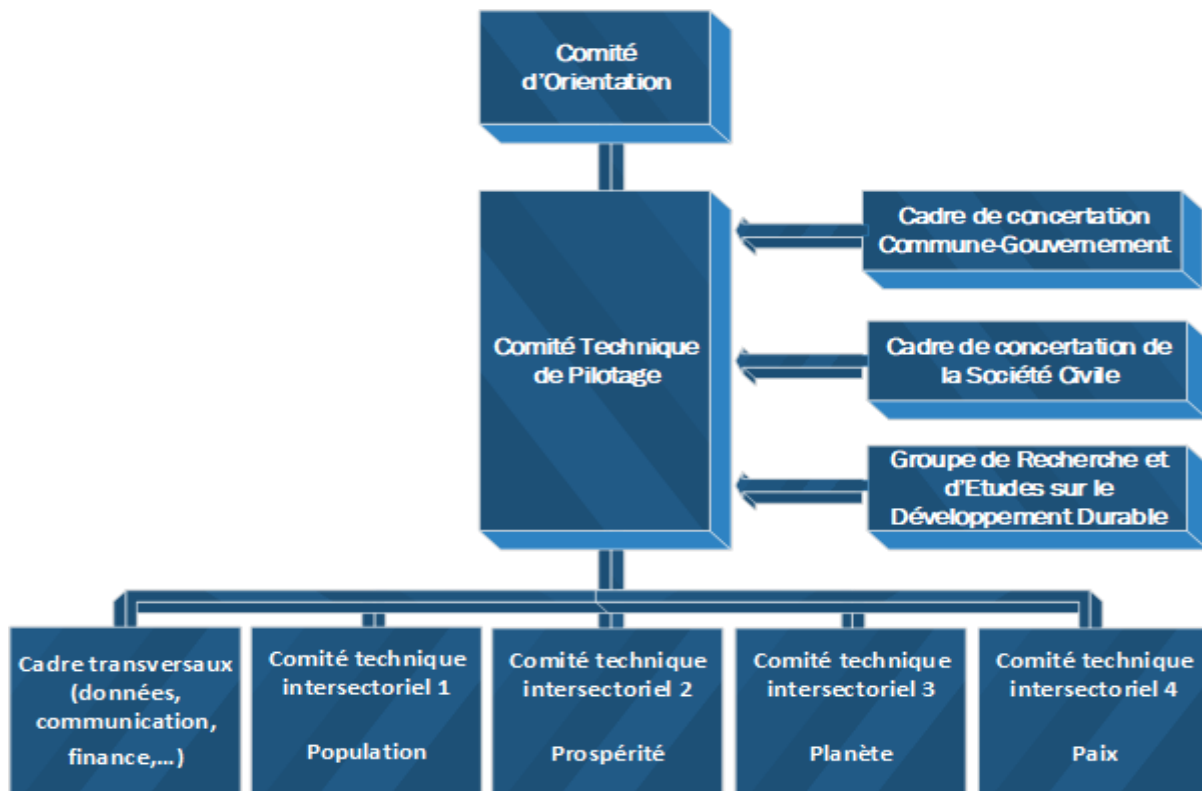 Comité
d'Orientation
Cadre de concertation
Commune-Gouvernement
Comité Technique
de Pilotage
Cadre de concertation de
la Société Civile
Groupe de Recherche et
d'Etudes sur le
Développement Durable
Cadre transversaux
(données,
communication,
finance,...)
Comité technique
intersectoriel 1
Population
Comité technique
intersectoriel 2
Prospérité
Comité technique
intersectoriel 3
Planète
Comité technique
intersectoriel 4
Paix